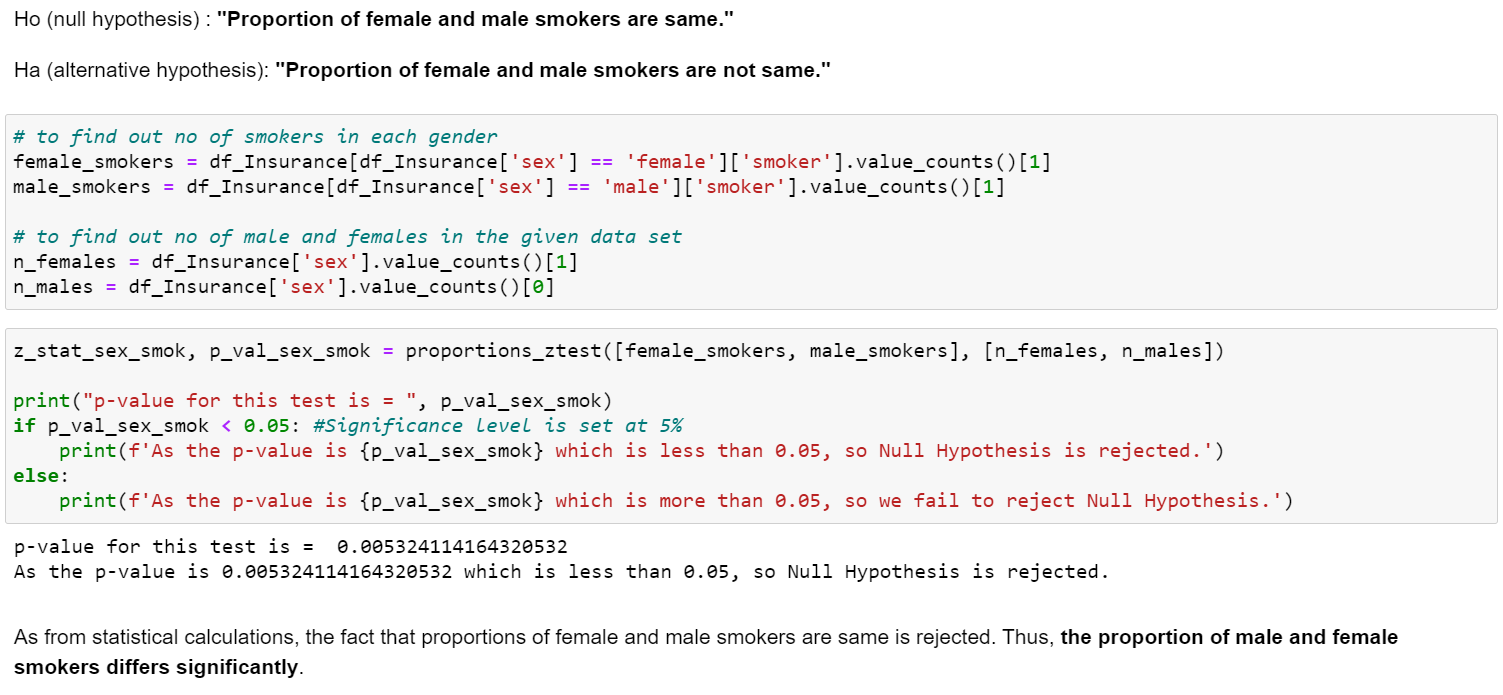 Ho (null hypothesis) : "Proportion of female and male smokers are same."
Ha (alternative hypothesis): "Proportion of female and male smokers are not same."
# to find out no of smokers in each gender
female_smokers = df_Insurance[df_Insurance['sex'] == 'female']['smoker'].value_counts()[1]
male_smokers = df_Insurance[df_Insurance['sex'] == 'male']['smoker'].value_counts()[1]
# to find out no of male and females in the given data set
n_females = df_Insurance['sex'].value_counts()[1]
n_males = df_Insurance['sex'].value_counts()[0]
z_stat_sex_smok, p_val_sex_smok = proportions_ztest([female_smokers, male_smokers], [n_females, n_males])
print("p-value for this test is = ", p_val_sex_smok)
if p_val_sex_smok < 0.05: #Significance level is set at 5%
    print(f'As the p-value is {p_val_sex_smok} which is less than 0.05, so Null Hypothesis is rejected.')
else:
    print(f'As the p-value is {p_val_sex_smok} which is more than 0.05, so we fail to reject Null Hypothesis.')
p-value for this test is =  0.005324114164320532
As the p-value is 0.005324114164320532 which is less than 0.05, so Null Hypothesis is rejected.
As from statistical calculations, the fact that proportions of female and male smokers are same is rejected. Thus, the proportion of male and female
smokers differs significantly.